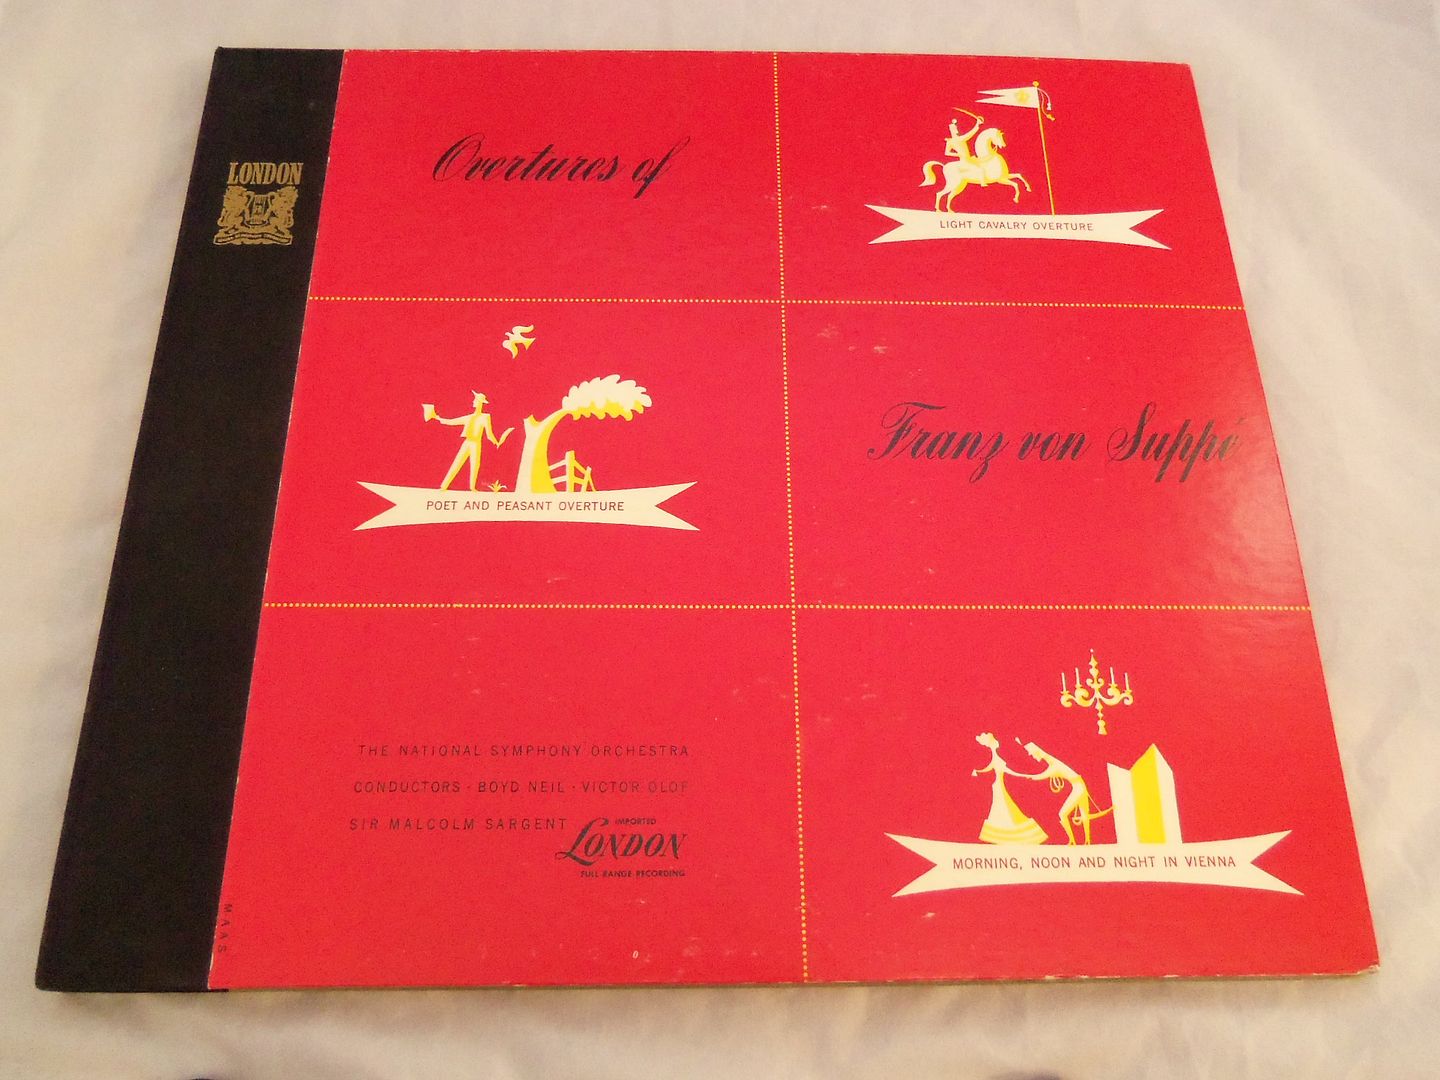 LONDON
Overtures of
LIGHT CAVALRY OVERTURE
POET AND PEASANT OVERTURE
Franz von Suppé
THE NATIONAL SYMPHONY ORCHESTRA
CONDUCTORS · BOYD NEIL · VICTOR OLOF
SIR MALCOLM SARGENT
IMPORTED
LONDON
FULL RANGE RECORDING
MORNING, NOON AND NIGHT IN VIENNA
MAAS